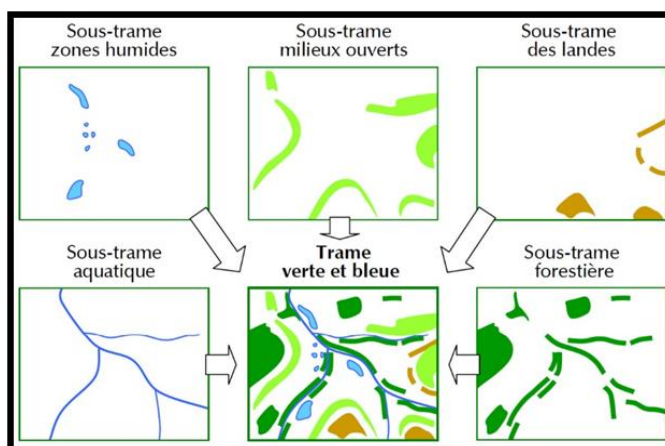 Sous-trame
zones humides
Sous-trame
milieux ouverts
Sous-trame
des landes
Sous-trame
aquatique
Trame
verte et bleue
Sous-trame
forestière